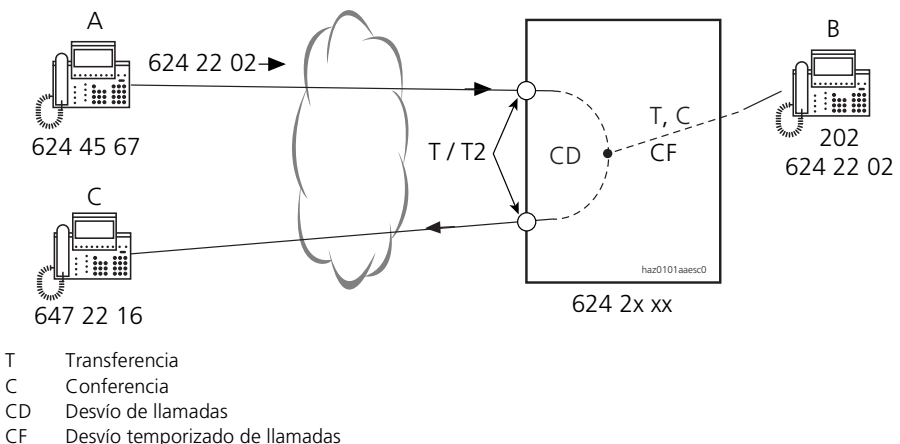 A
B
624 22 02
T, C
202
624 45 67
T / T2
CD
CF
624 22 02
C
haz0101aaesc0
624 2x xx
647 22 16
T Transferencia
C Conferencia
CD Desvío de llamadas
CF Desvío temporizado de llamadas